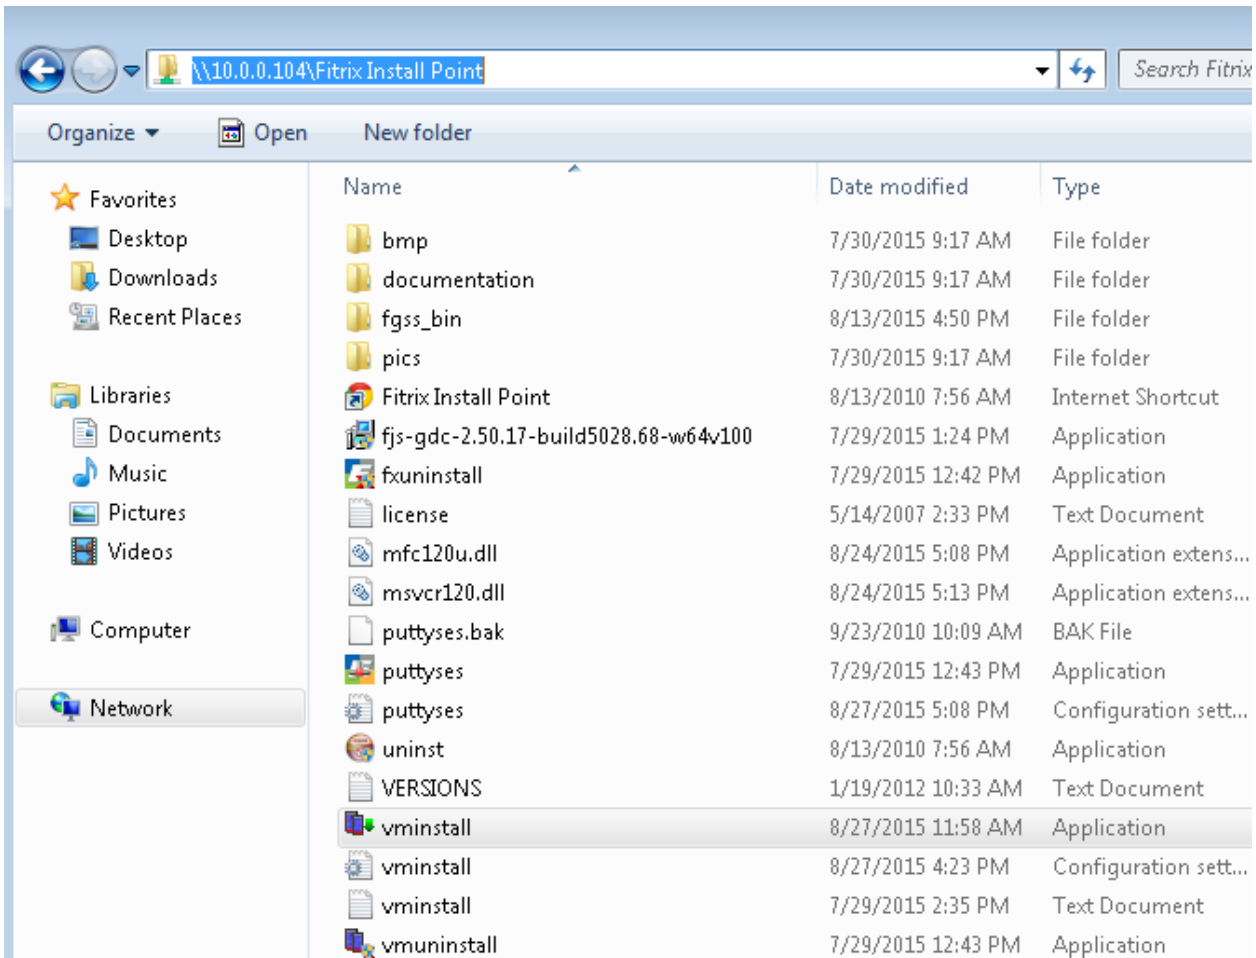 \\10.0.0.104\Fitrix Install Point
Search Fitrix
Organize Open New folder
Name Date modified Type
Favorites
Desktop
Downloads
Recent Places
Libraries
Documents
Music
Pictures
Videos
Computer
Network
bmp 7/30/2015 9:17 AM File folder
documentation 7/30/2015 9:17 AM File folder
fgss_bin 8/13/2015 4:50 PM File folder
pics 7/30/2015 9:17 AM File folder
Fitrix Install Point 8/13/2010 7:56 AM Internet Shortcut
fjs-gdc-2.50.17-build5028.68-w64v100 7/29/2015 1:24 PM Application
fxuninstall 7/29/2015 12:42 PM Application
license 5/14/2007 2:33 PM Text Document
mfc120u.dll 8/24/2015 5:08 PM Application extens...
msvcr120.dll 8/24/2015 5:13 PM Application extens...
puttyses.bak 9/23/2010 10:09 AM BAK File
puttyses 7/29/2015 12:43 PM Application
puttyses 8/27/2015 5:08 PM Configuration sett...
uninst 8/13/2010 7:56 AM Application
VERSIONS 1/19/2012 10:33 AM Text Document
vminstall 8/27/2015 11:58 AM Application
vminstall 8/27/2015 4:23 PM Configuration sett...
vminstall 7/29/2015 2:35 PM Text Document
vmuninstall 7/29/2015 12:43 PM Application